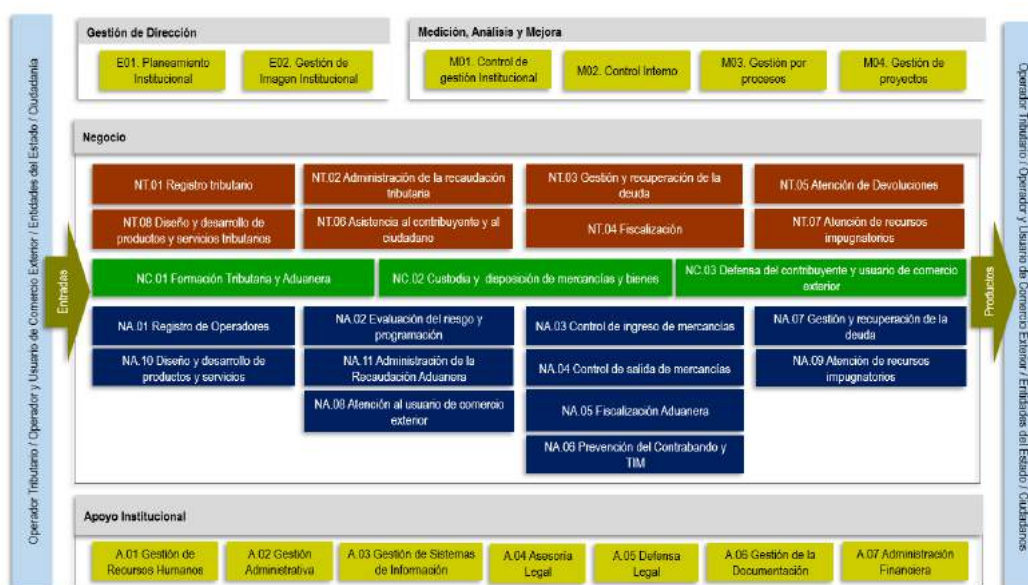 Operador Tributario / Operador y Usuario de Comercio Exterior / Entidades del Estado / Ciudadanía
Entradas
Gestión de Dirección
E01. Planeamiento
Institucional
E02. Gestión de
Imagen Institucional
Medición, Análisis y Mejora
M01. Control de
gestión Institucional
M02. Control Interno
M03. Gestión por
procesos
M04. Gestión de
proyectos
Negocio
NT.01 Registro tributario
NT.02 Administración de la recaudación
tributaria
NT.03 Gestión y recuperación de la
deuda
NT.05 Atención de Devoluciones
NT.08 Diseño y desarrollo de
productos y servicios tributarios
NT.06 Asistencia al contribuyente y al
ciudadano
NT.04 Fiscalización
NT.07 Atención de recursos
impugnatorios
NC.01 Formación Tributaria y Aduanera
NC.02 Custodia y disposición de mercancías y bienes
NC.03 Defensa del contribuyente y usuario de comercio
exterior
NA.01 Registro de Operadores
NA.02 Evaluación del riesgo y
programación
NA.03 Control de ingreso de mercancías
NA.07 Gestión y recuperación de la
deuda
NA.10 Diseño y desarrollo de
productos y servicios
NA.11 Administración de la
Recaudación Aduanera
NA.04 Control de salida de mercancías
NA.09 Atención de recursos
impugnatorios
NA.08 Atención al usuario de comercio
exterior
NA.05 Fiscalización Aduanera
NA.06 Prevención del Contrabando y
TIM
Apoyo Institucional
A.01 Gestión de
Recursos Humanos
A.02 Gestión
Administrativa
A.03 Gestión de Sistemas
de Información
A.04 Asesoría
Legal
A.05 Defensa
Legal
A.06 Gestión de la
Documentación
A.07 Administración
Financiera
Productos
Operador Tributario / Operador y Usuario de Comercio Exterior / Entidades del Estado / Ciudadanos